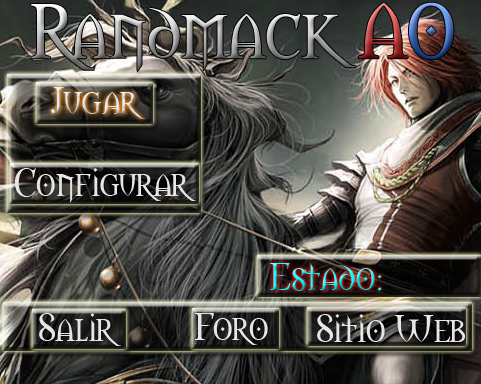 Randmack AO
Jugar
Configurar
Estado:
Salir
Foro
Sitio Web